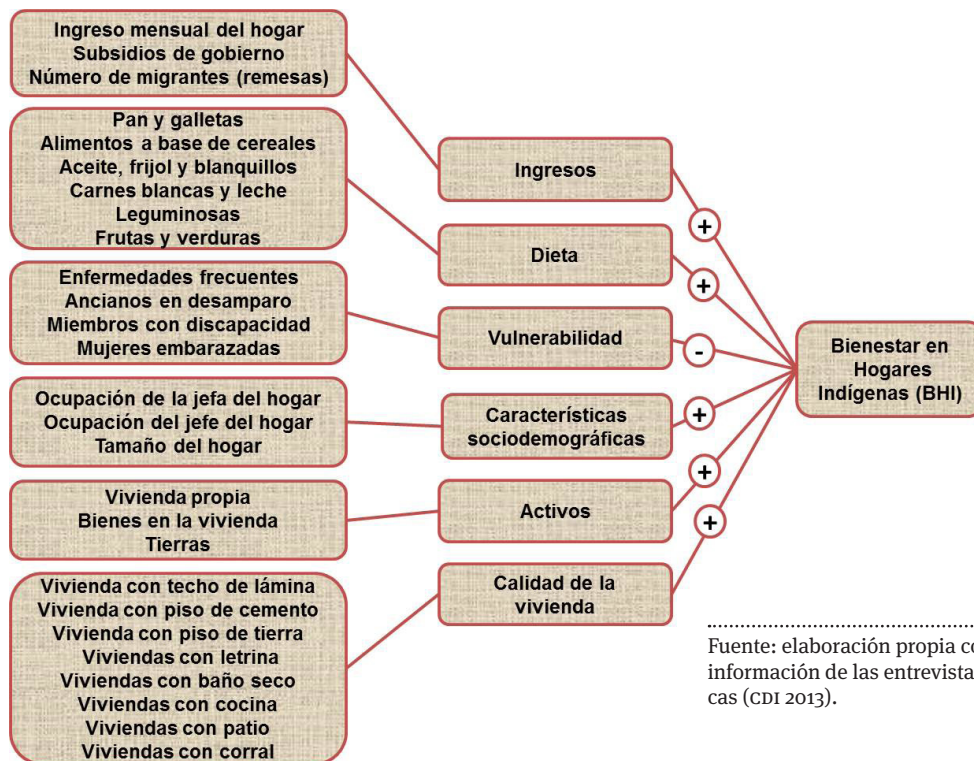 Ingreso mensual del hogar
Subsidios de gobierno
Número de migrantes (remesas)
Pan y galletas
Alimentos a base de cereales
Aceite, frijol y blanquillos
Carnes blancas y leche
Leguminosas
Frutas y verduras
Enfermedades frecuentes
Ancianos en desamparo
Miembros con discapacidad
Mujeres embarazadas
Ocupación de la jefa del hogar
Ocupación del jefe del hogar
Tamaño del hogar
Vivienda propia
Bienes en la vivienda
Tierras
Vivienda con techo de lámina
Vivienda con piso de cemento
Vivienda con piso de tierra
Viviendas con letrina
Viviendas con baño seco
Viviendas con cocina
Viviendas con patio
Viviendas con corral
Ingresos
Dieta
Vulnerabilidad
Características
sociodemográficas
Activos
Calidad de la
vivienda
+
+
-
+
+
+
Bienestar en
Hogares
Indígenas (BHI)
Fuente: elaboración propia co
información de las entrevista
cas (CDI 2013).